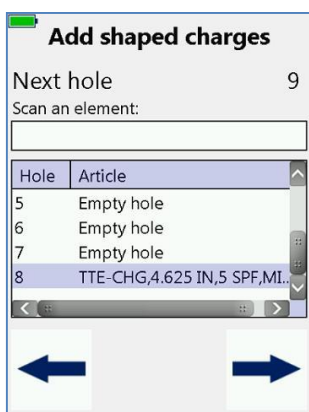 Add shaped charges
Next hole 9
Scan an element:
Hole Article
5 Empty hole
6 Empty hole
7 Empty hole
8 TTE-CHG,4.625 IN,5 SPF,MI..